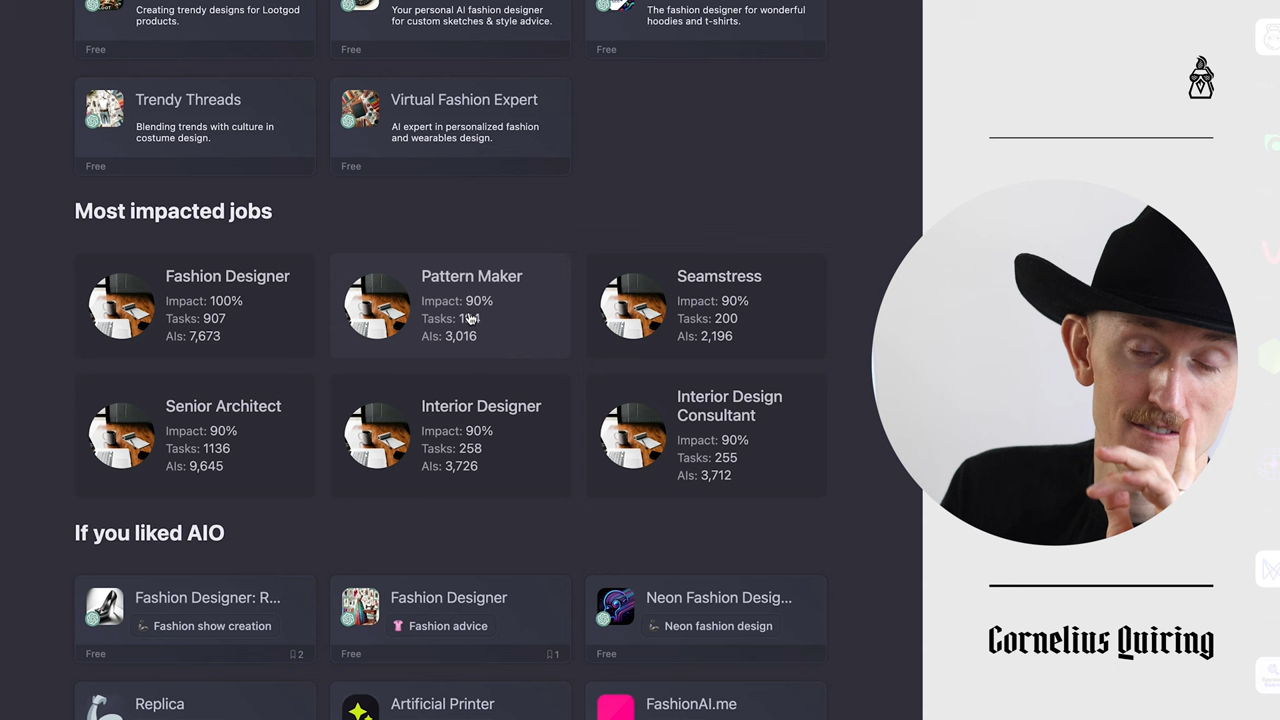 Creating trendy designs for Lootgod
products.
Free
Your personal AI fashion designer
for custom sketches & style advice.
Free
The fashion designer for wonderful
hoodies and t-shirts.
Free
Trendy Threads
Blending trends with culture in
costume design.
Free
Virtual Fashion Expert
AI expert in personalized fashion
and wearables design.
Free
Most impacted jobs
Fashion Designer
Impact: 100%
Tasks: 907
AIs: 7,673
Pattern Maker
Impact: 90%
Tasks:
AIs: 3,016
Seamstress
Impact: 90%
Tasks: 200
AIs: 2,196
Senior Architect
Impact: 90%
Tasks: 1136
AIs: 9,645
Interior Designer
Impact: 90%
Tasks: 258
AIs: 3,726
Interior Design
Consultant
Impact: 90%
Tasks: 255
AIs: 3,712
If you liked AIO
Fashion Designer: R...
Fashion show creation
Free
2
Fashion Designer
Fashion advice
Free
1
Neon Fashion Desig...
Neon fashion design
Free
Replica
Artificial Printer
FashionAI.me
Cornelius Quiring